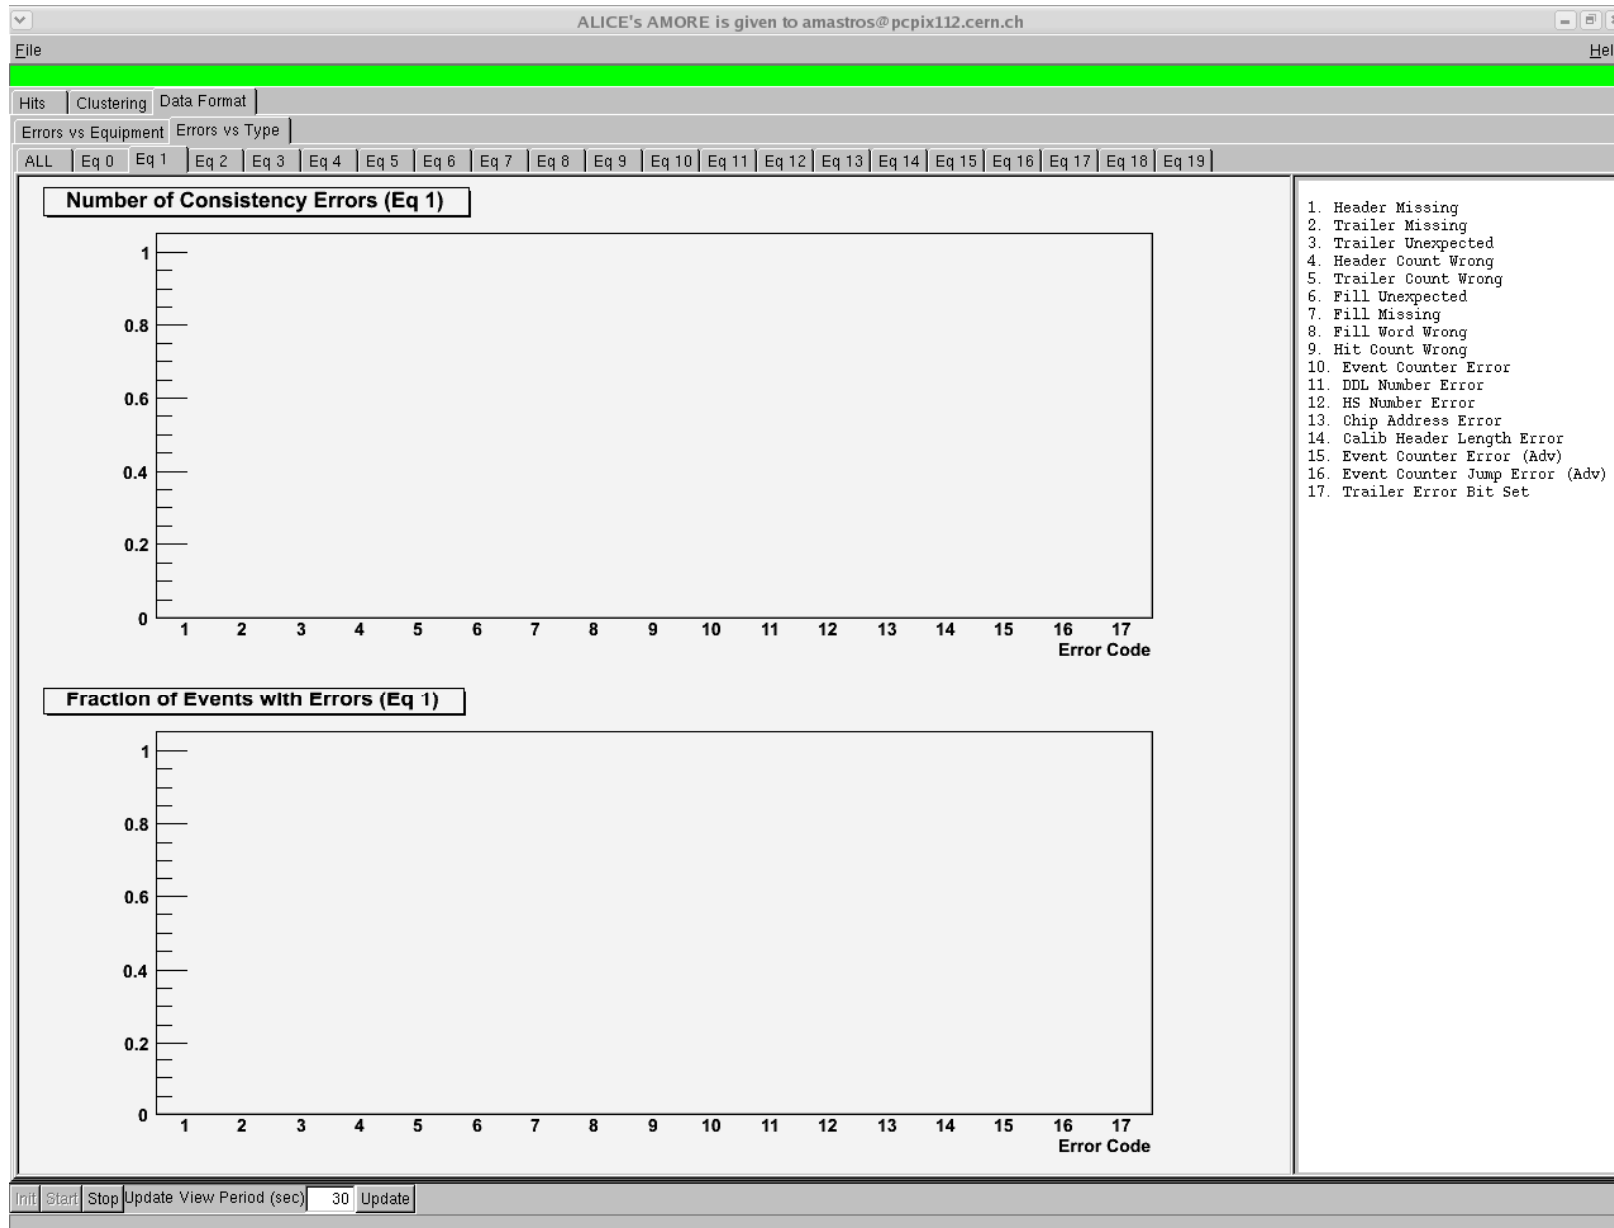 ALICE's AMORE is given to amastros@pcpix112.cern.ch
File Hel
Hits Clustering Data Format
Errors vs Equipment Errors vs Type
ALL Eq 0 Eq 1 Eq 2 Eq 3 Eq 4 Eq 5 Eq 6 Eq 7 Eq 8 Eq 9 Eq 10 Eq 11 Eq 12 Eq 13 Eq 14 Eq 15 Eq 16 Eq 17 Eq 18 Eq 19
Number of Consistency Errors (Eq 1)
1
0.8
0.6
0.4
0.2
0
1 2 3 4 5 6 7 8 9 10 11 12 13 14 15 16 17
Error Code
Fraction of Events with Errors (Eq 1)
1
0.8
0.6
0.4
0.2
0
1 2 3 4 5 6 7 8 9 10 11 12 13 14 15 16 17
Error Code
1. Header Missing
2. Trailer Missing
3. Trailer Unexpected
4. Header Count Wrong
5. Trailer Count Wrong
6. Fill Unexpected
7. Fill Missing
8. Fill Word Wrong
9. Hit Count Wrong
10. Event Counter Error
11. DDL Number Error
12. HS Number Error
13. Chip Address Error
14. Calib Header Length Error
15. Event Counter Error (Adv)
16. Event Counter Jump Error (Adv)
17. Trailer Error Bit Set
Init Start Stop Update View Period (sec) 30 Update